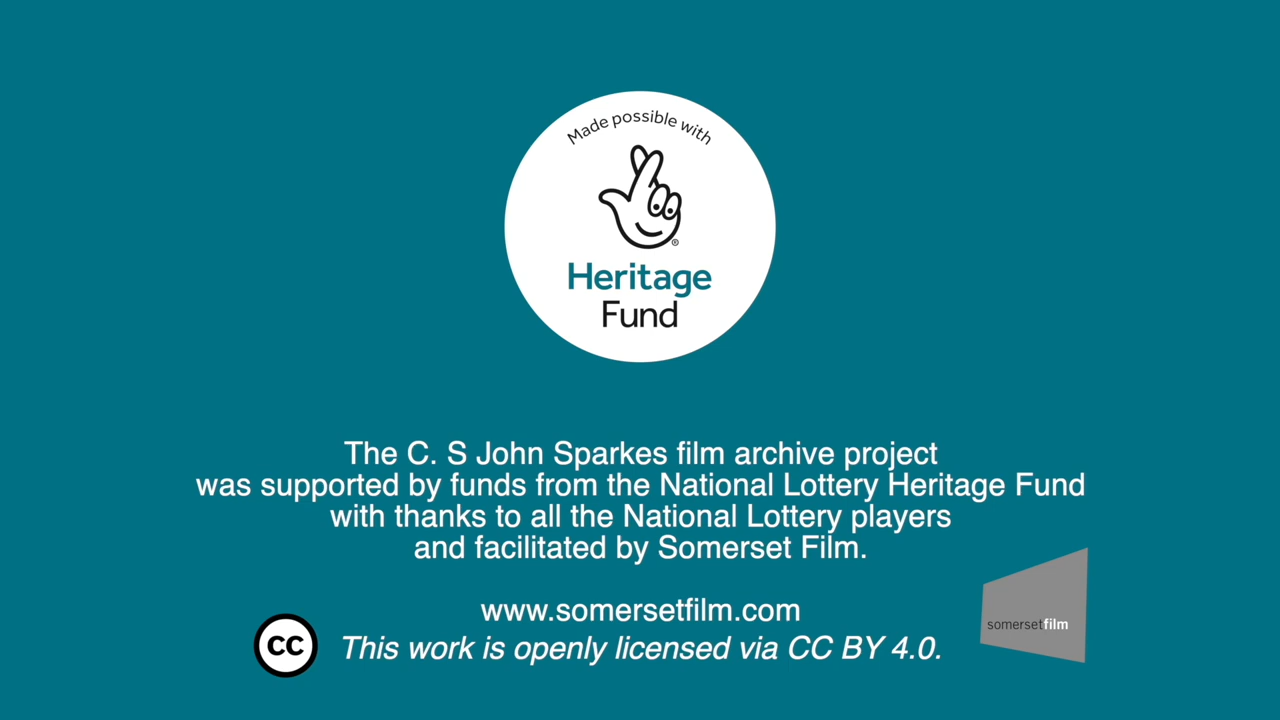 Made possible with
®
Heritage
Fund
The C. S John Sparkes film archive project
was supported by funds from the National Lottery Heritage Fund
with thanks to all the National Lottery players
and facilitated by Somerset Film.
www.somersetfilm.com
somersetfilm
cc This work is openly licensed via CC BY 4.0.